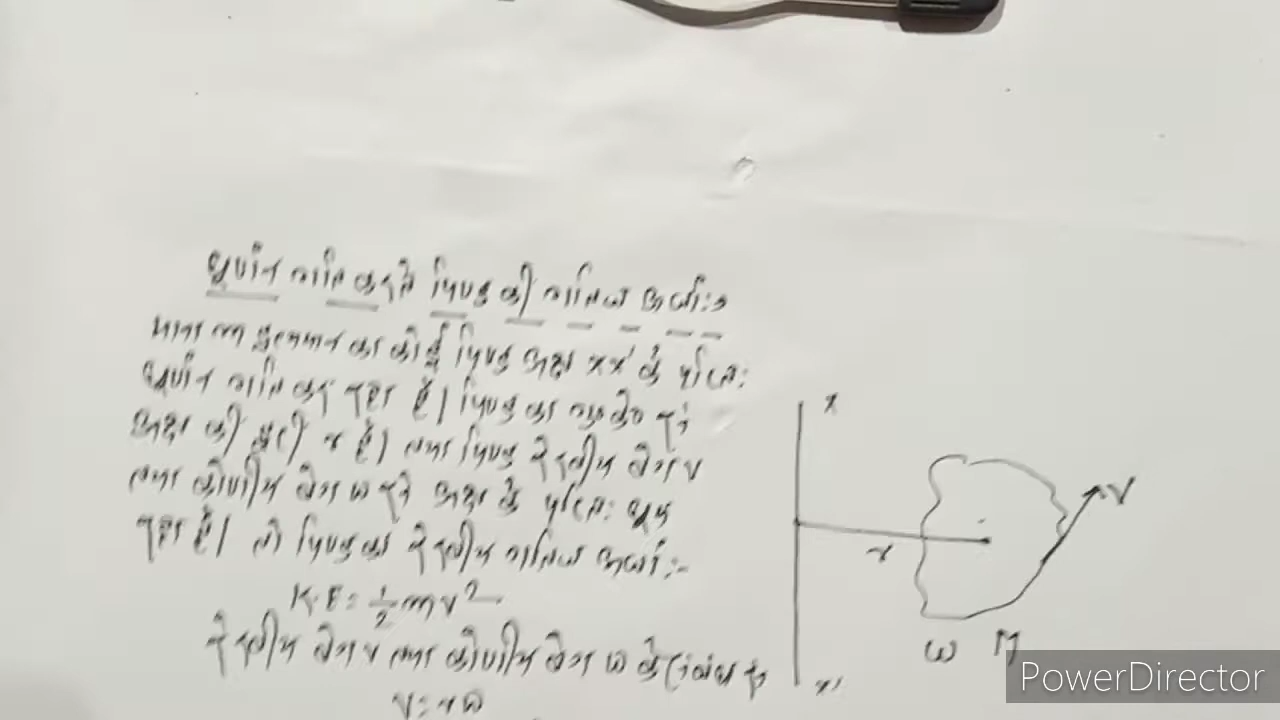 घूर्णन गति करते पिण्ड की गतिज ऊर्जा:-
माना m द्रव्यमान का कोई पिण्ड अक्ष xx' के परितः
घूर्णन गति कर रहा है। पिण्ड का
अक्ष की दूरी r है। तथा पिण्ड रेखीय वेग v
तथा कोणीय वेग ω से अक्ष के परितः घूम
रहा है। तो पिण्ड का रेखीय गतिज ऊर्जा:-
K.E = 1/2 mv²
रेखीय वेग v तथा कोणीय वेग ω के संबंध से
v = rω
x
v
r
ω M
x'
PowerDirector